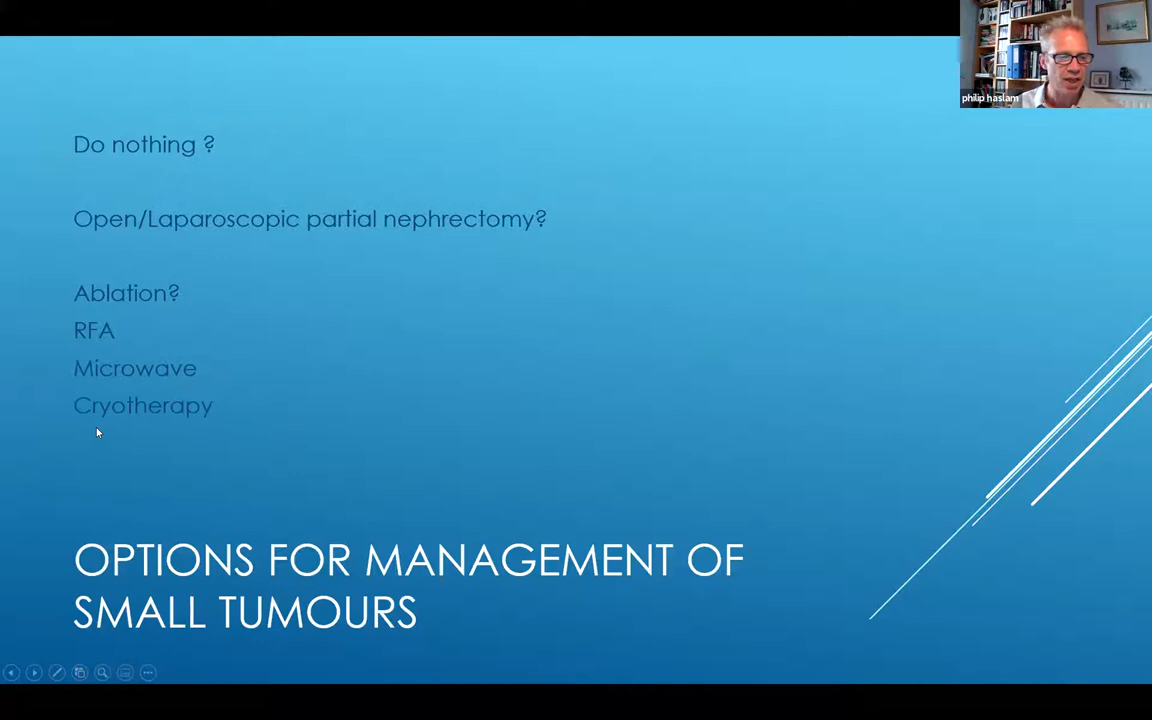 philip haslam
Do nothing ?
Open/Laparoscopic partial nephrectomy?
Ablation?
RFA
Microwave
Cryotherapy
OPTIONS FOR MANAGEMENT OF
SMALL TUMOURS